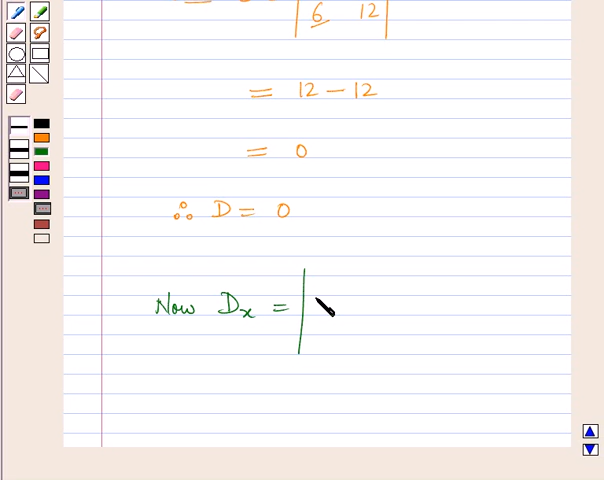 6 12
= 12 - 12
= 0
∴ D = 0
Now Dx =